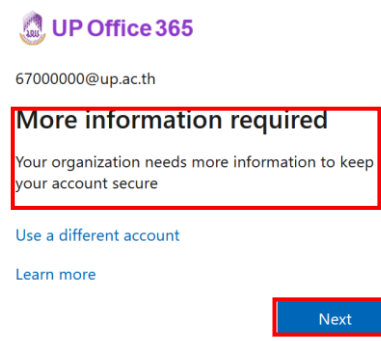 UP Office 365
67000000@up.ac.th
More information required
Your organization needs more information to keep
your account secure
Use a different account
Learn more
Next